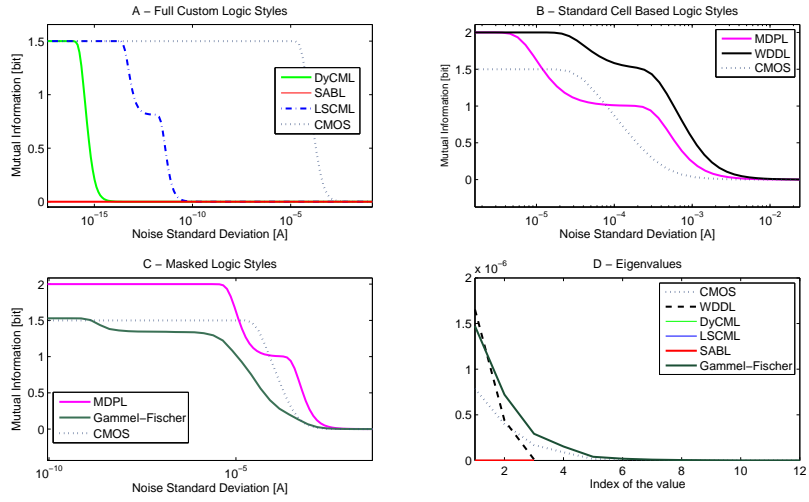 A − Full Custom Logic Styles
Mutual Information [bit]
1.5
1
0.5
0
10^−15
10^−10
10^−5
Noise Standard Deviation [A]
DyCML
SABL
LSCML
CMOS
B − Standard Cell Based Logic Styles
Mutual Information [bit]
2
1.5
1
0.5
0
10^−5
10^−4
10^−3
10^−2
Noise Standard Deviation [A]
MDPL
WDDL
CMOS
C − Masked Logic Styles
Mutual Information [bit]
2
1.5
1
0.5
0
10^−10
10^−5
Noise Standard Deviation [A]
MDPL
Gammel−Fischer
CMOS
D − Eigenvalues
x 10^−6
2
1.5
1
0.5
0
2
4
6
8
10
12
Index of the value
CMOS
WDDL
DyCML
LSCML
SABL
Gammel−Fischer